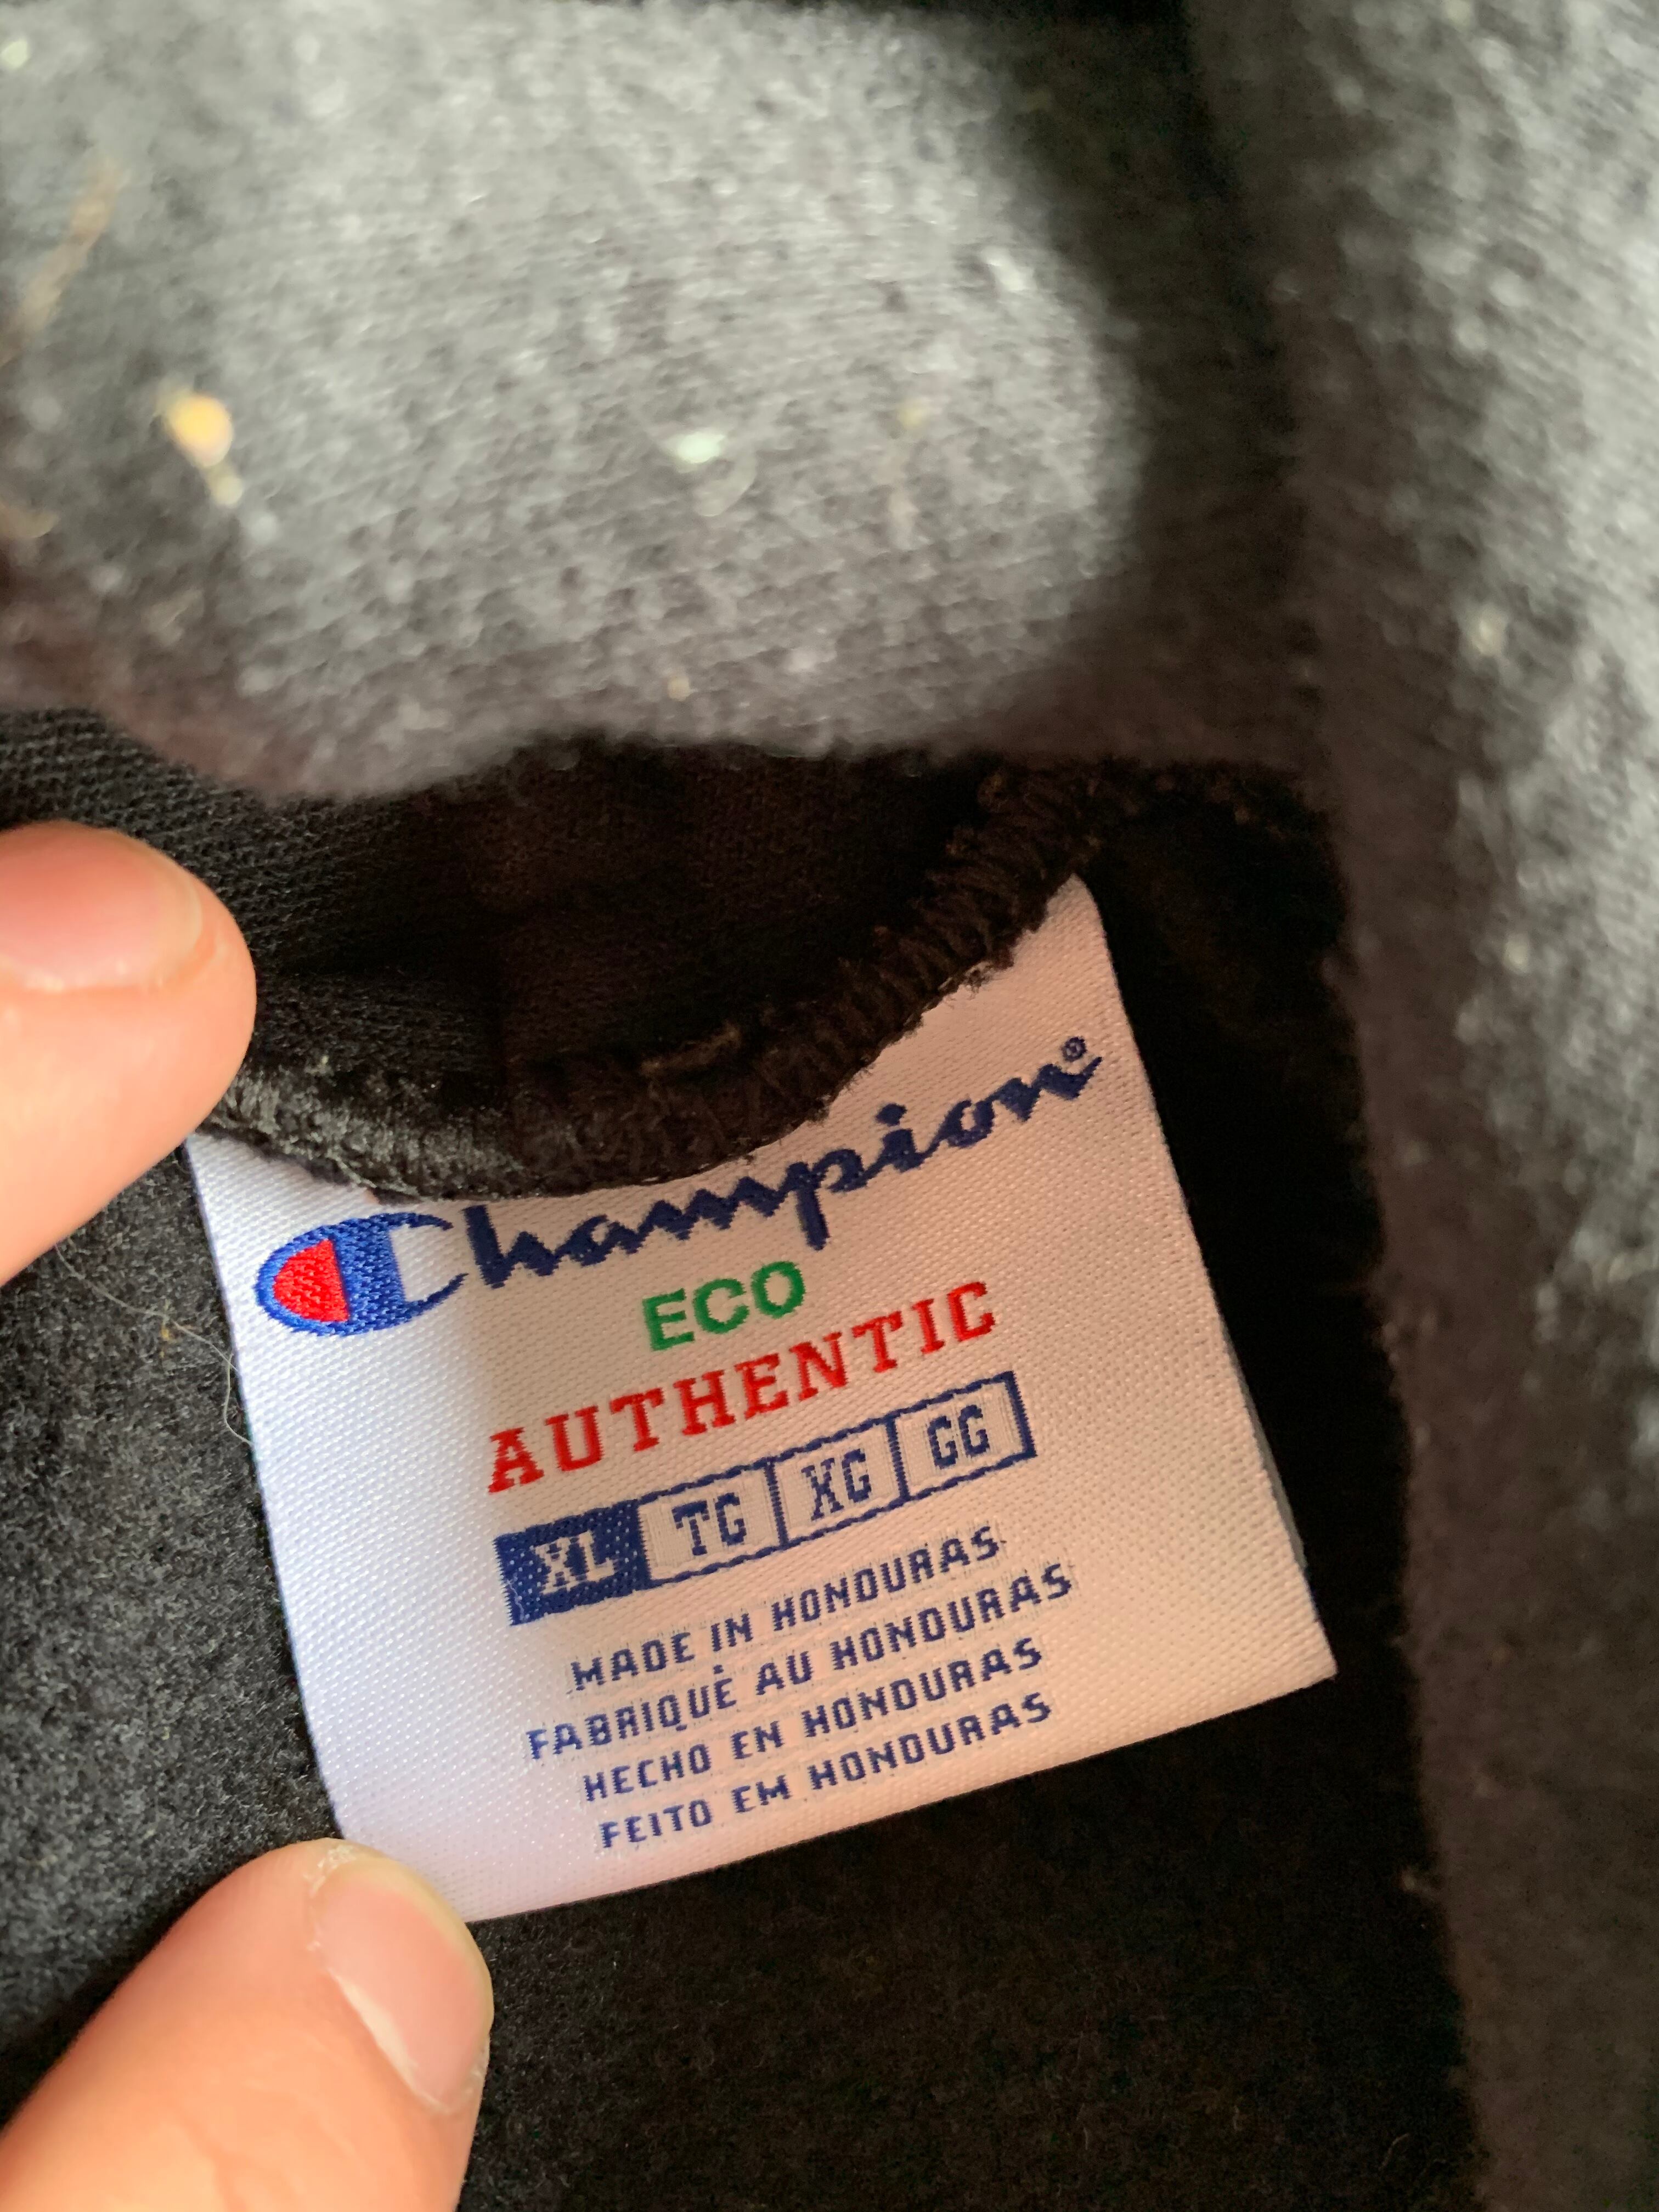 Champion®
ECO
AUTHENTIC
XL TG XG GG
MADE IN HONDURAS
FABRIQUÉ AU HONDURAS
HECHO EN HONDURAS
FEITO EM HONDURAS